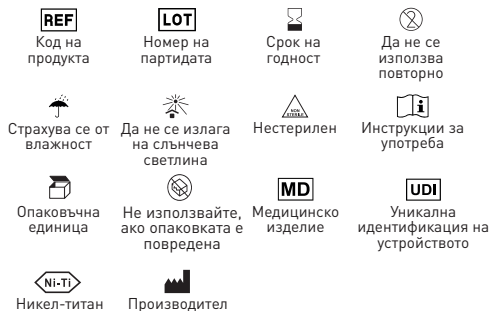 REF
LOT
Код на
продукта
Номер на
партидата
Срок на
годност
Да не се
използва
повторно
2
NON
STERILE
i
Страхува се от
влажност
Да не се излага
на слънчева
светлина
Нестерилен
Инструкции за
употреба
MD
UDI
Опаковъчна
единица
Не използвайте,
ако опаковката е
повредена
Медицинско
изделие
Уникална
идентификация на
устройството
Ni-Ti
Никел-титан
Производител